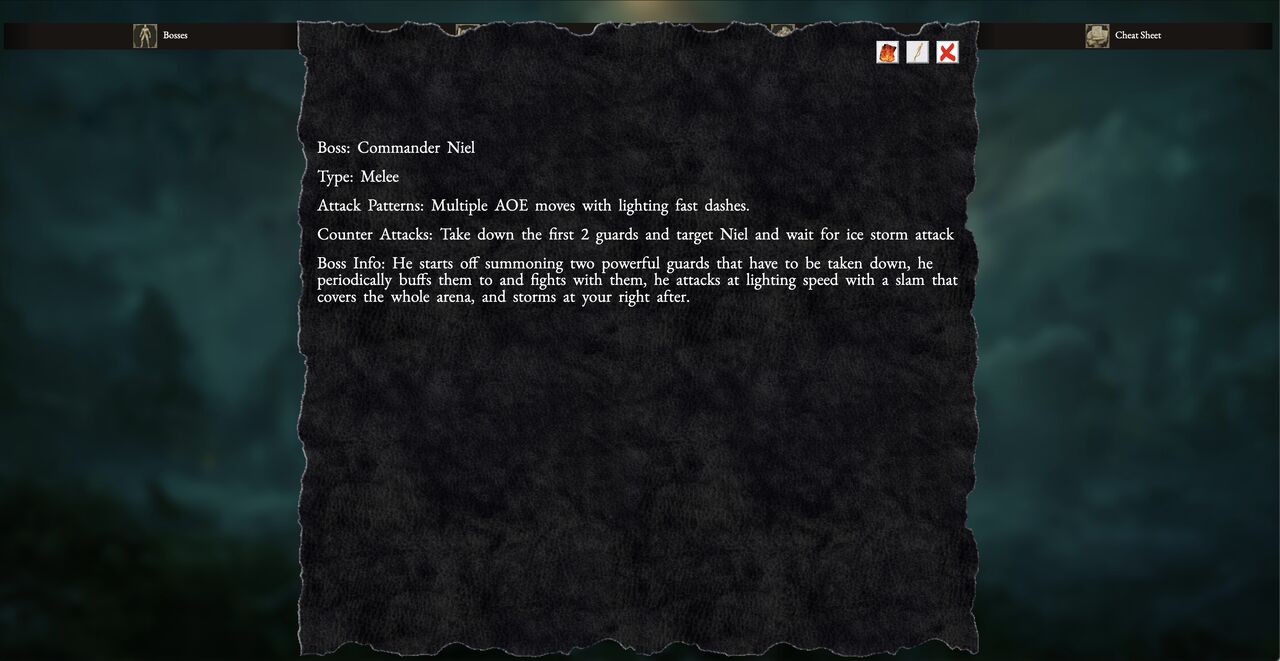 Bosses
Cheat Sheet
Boss: Commander Niel
Type: Melee
Attack Patterns: Multiple AOE moves with lighting fast dashes.
Counter Attacks: Take down the first 2 guards and target Niel and wait for ice storm attack
Boss Info: He starts off summoning two powerful guards that have to be taken down, he
periodically buffs them to and fights with them, he attacks at lighting speed with a slam that
covers the whole arena, and storms at your right after.